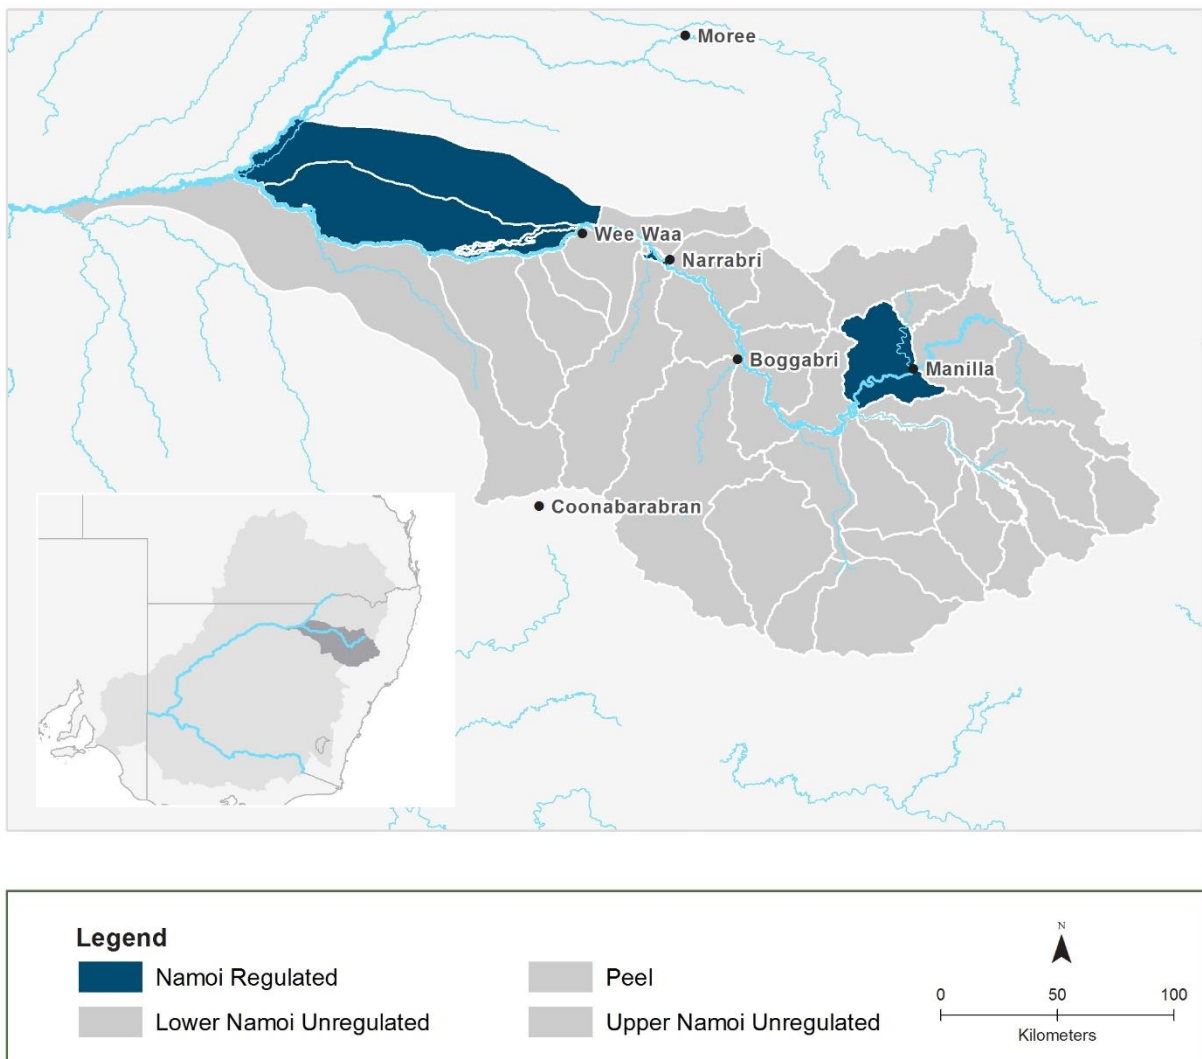 Moree
Wee Waa
Narrabri
Boggabri
Manilla
Coonabarabran
Legend
Namoi Regulated
Lower Namoi Unregulated
Peel
Upper Namoi Unregulated
N
0 50 100
Kilometers